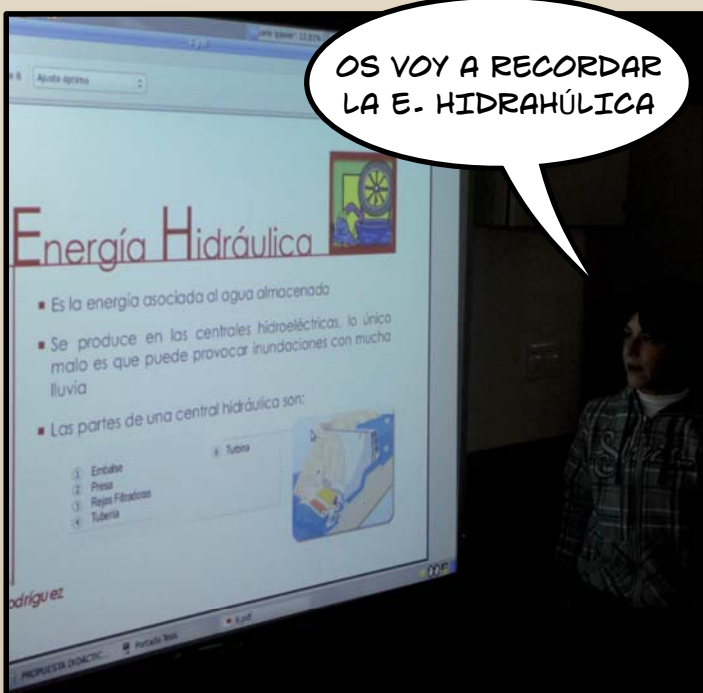 OS VOY A RECORDAR
LA E. HIDRAHÚLICA
Ajuste óptimo
Energía Hidráulica
▪ Es la energía asociada al agua almacenada
▪ Se produce en las centrales hidroeléctricas, lo único
malo es que puede provocar inundaciones con mucha
lluvia
▪ Las partes de una central hidráulica son:
1 Embalse
2 Presa
3 Rejas Filtradoras
4 Tubería
Turbina
odríguez
6.pdf
PROPUESTA DIDÁCTIC...
Portada Tesis